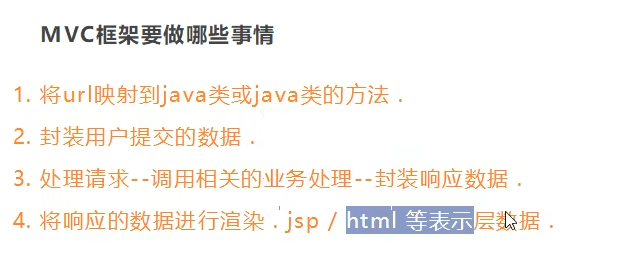 MVC框架要做哪些事情
1. 将url映射到java类或java类的方法 .
2. 封装用户提交的数据 .
3. 处理请求--调用相关的业务处理--封装响应数据 .
4. 将响应的数据进行渲染 . jsp / html 等表示层数据 .